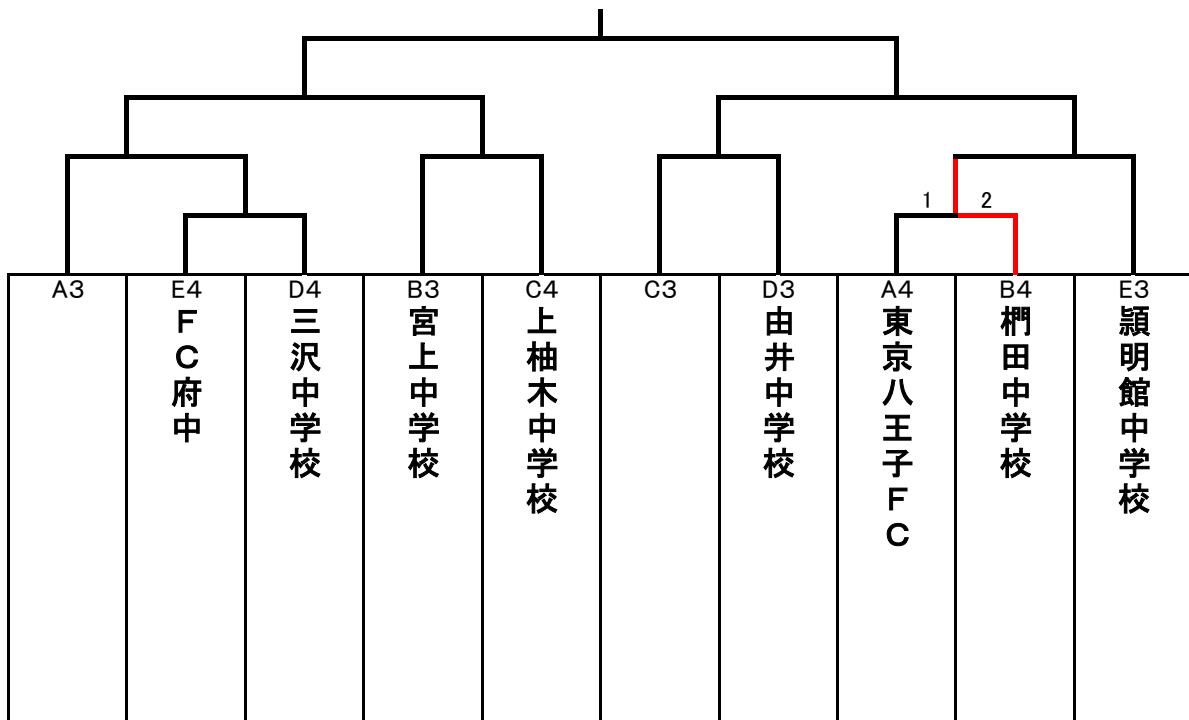 1 2
A3
E4
FC府中
D4
三沢中学校
B3
宮上中学校
C4
上柚木中学校
C3
D3
由井中学校
A4
東京八王子FC
B4
椚田中学校
E3
頴明館中学校